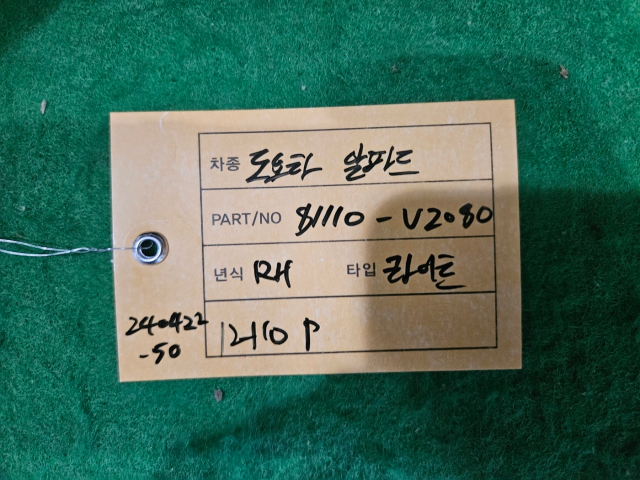 차종 도요타 알파드
PART/NO 81110-V2080
년식 RH 타입 라이트
240422
-50
12110 P